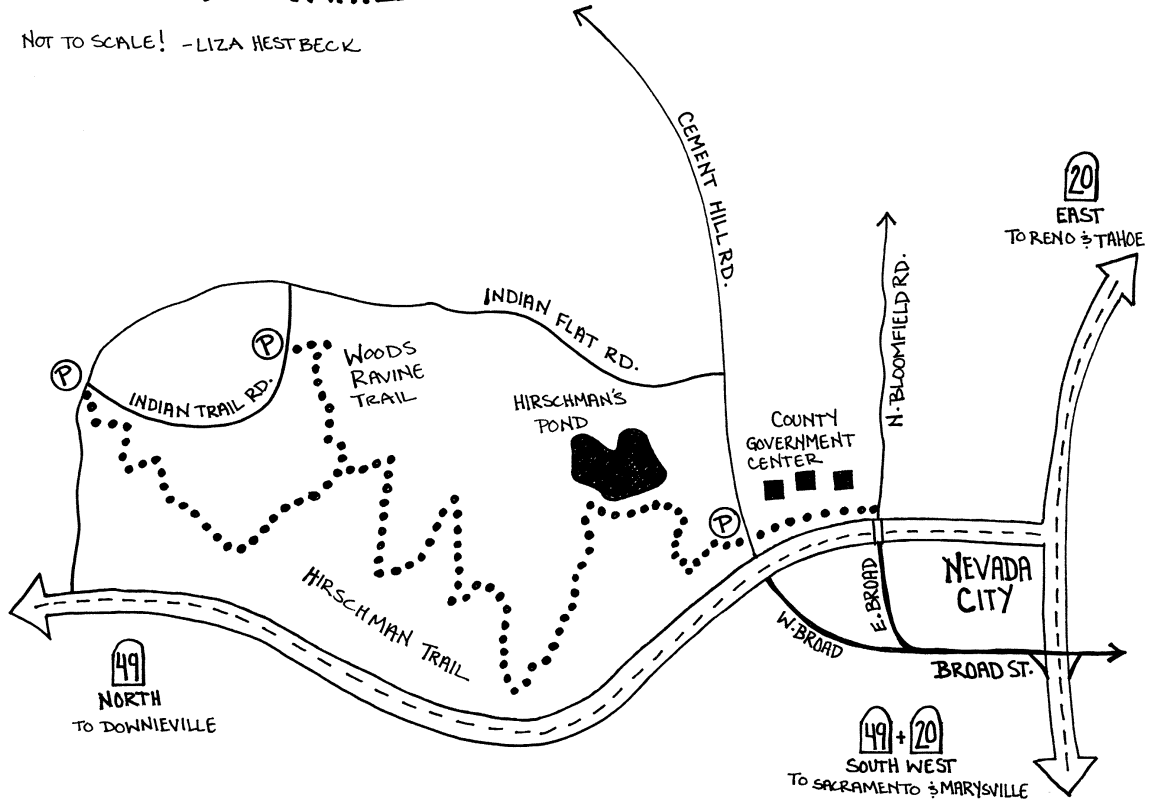 NOT TO SCALE! -LIZA HESTBECK
CEMENT HILL RD.
20
EAST
TO RENO & TAHOE
N. BLOOMFIELD RD.
INDIAN FLAT RD.
P
P
INDIAN TRAIL RD.
WOODS
RAVINE
TRAIL
HIRSCHMAN'S
POND
COUNTY
GOVERNMENT
CENTER
P
HIRSCHMAN TRAIL
NEVADA
CITY
E. BROAD
W. BROAD
BROAD ST.
49
NORTH
TO DOWNIEVILLE
49 + 20
SOUTH WEST
TO SACRAMENTO & MARYSVILLE